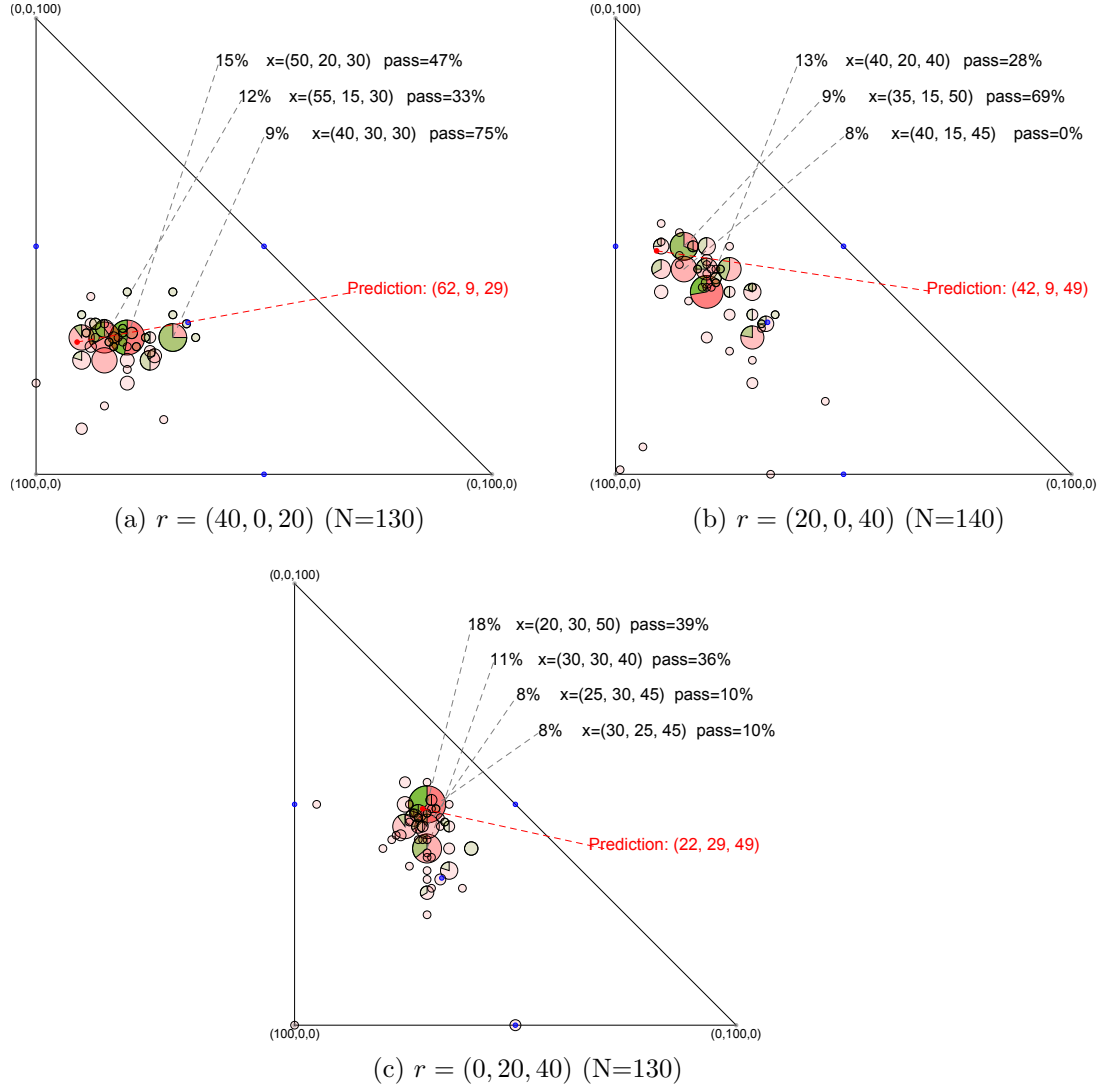 (0,0,100)
15% x=(50, 20, 30) pass=47%
12% x=(55, 15, 30) pass=33%
9% x=(40, 30, 30) pass=75%
Prediction: (62, 9, 29)
(100,0,0)
(0,100,0)
(a) r = (40, 0, 20) (N=130)
(0,0,100)
13% x=(40, 20, 40) pass=28%
9% x=(35, 15, 50) pass=69%
8% x=(40, 15, 45) pass=0%
Prediction: (42, 9, 49)
(100,0,0)
(0,100,0)
(b) r = (20, 0, 40) (N=140)
(0,0,100)
18% x=(20, 30, 50) pass=39%
11% x=(30, 30, 40) pass=36%
8% x=(25, 30, 45) pass=10%
8% x=(30, 25, 45) pass=10%
Prediction: (22, 29, 49)
(100,0,0)
(0,100,0)
(c) r = (0, 20, 40) (N=130)